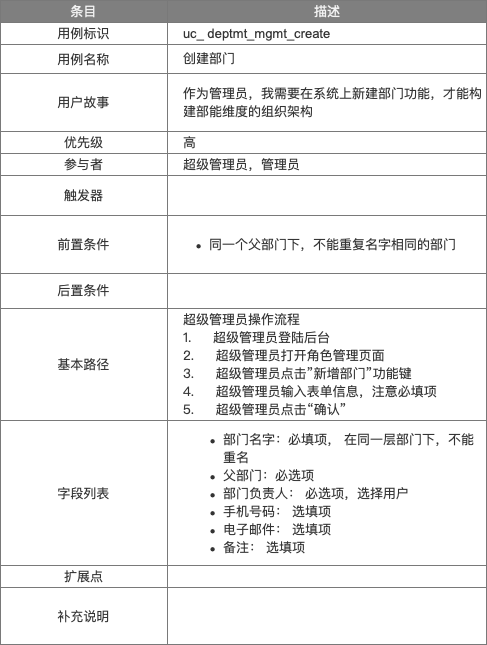 条目 描述
用例标识 uc_ deptmt_mgmt_create
用例名称 创建部门
用户故事 作为管理员，我需要在系统上新建部门功能，才能构
建部能维度的组织架构
优先级 高
参与者 超级管理员，管理员
触发器
前置条件 • 同一个父部门下，不能重复名字相同的部门
后置条件
基本路径 超级管理员操作流程
1. 超级管理员登陆后台
2. 超级管理员打开角色管理页面
3. 超级管理员点击”新增部门”功能键
4. 超级管理员输入表单信息，注意必填项
5. 超级管理员点击“确认”
字段列表 • 部门名字：必填项， 在同一层部门下，不能
重名
• 父部门：必选项
• 部门负责人： 必选项，选择用户
• 手机号码： 选填项
• 电子邮件： 选填项
• 备注： 选填项
扩展点
补充说明